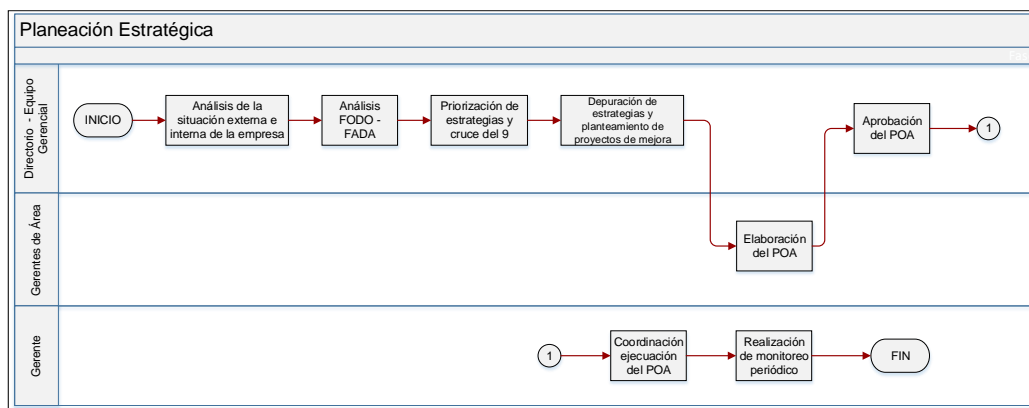 Planeación Estratégica
Directorio - Equipo
Gerencial
INICIO
Análisis de la
situación externa e
interna de la empresa
Análisis
FODO -
FADA
Priorización de
estrategias y
cruce del 9
Depuración de
estrategias y
planteamiento de
proyectos de mejora
Aprobación
del POA
1
Gerentes de Área
Elaboración
del POA
Gerente
1
Coordinación
ejecuación
del POA
Realización
de monitoreo
periódico
FIN